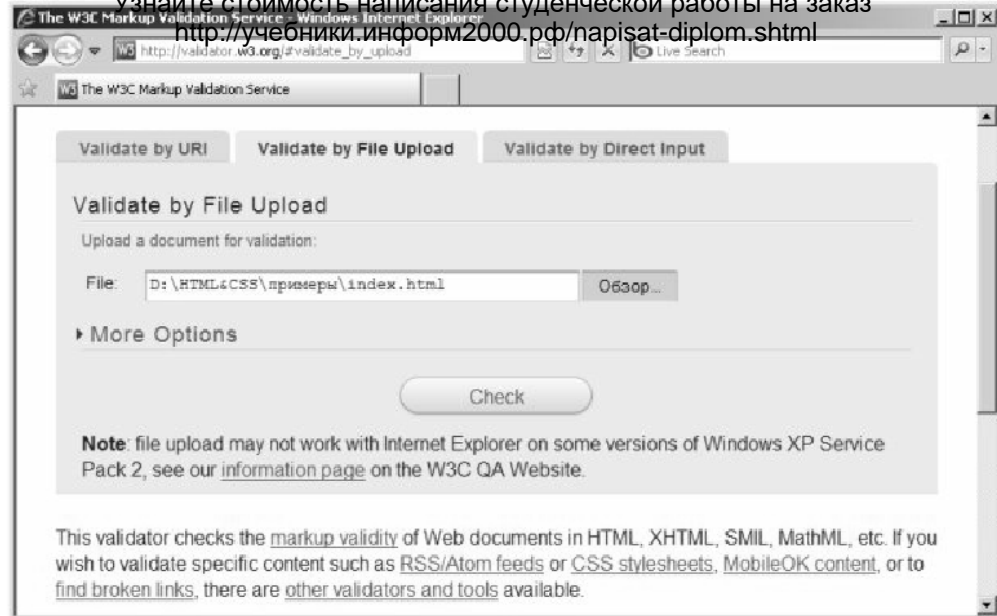 Узнайте стоимость написания студенческой работы на заказ
http://учебники.информ2000.рф/napisat-diplom.shtml
The W3C Markup Validation Service - Windows Internet Explorer
http://validator.w3.org/#validate_by_upload
Live Search
The W3C Markup Validation Service
Validate by URI Validate by File Upload Validate by Direct Input
Validate by File Upload
Upload a document for validation:
File: D:\HTML&CSS\примеры\index.html Обзор...
More Options
Check
Note: file upload may not work with Internet Explorer on some versions of Windows XP Service
Pack 2, see our information page on the W3C QA Website.
This validator checks the markup validity of Web documents in HTML, XHTML, SMIL, MathML, etc. If you
wish to validate specific content such as RSS/Atom feeds or CSS stylesheets, MobileOK content, or to
find broken links, there are other validators and tools available.